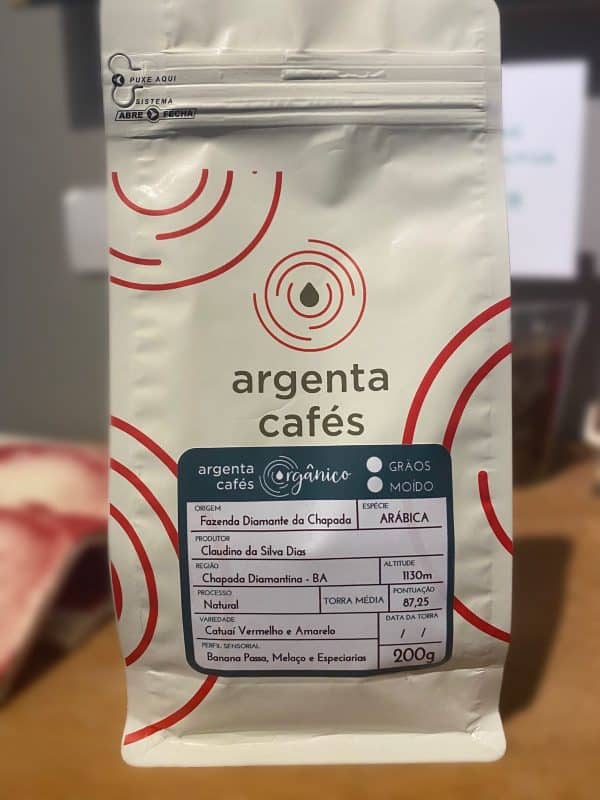 PUXE AQUI
SISTEMA
ABRE FECHA
argenta
cafés
argenta
cafés
Orgânico
GRÃOS
MOÍDO
ORIGEM
Fazenda Diamante da Chapada
ESPÉCIE
ARÁBICA
PRODUTOR
Claudino da Silva Dias
REGIÃO
Chapada Diamantina - BA
ALTITUDE
1130m
PROCESSO
Natural
TORRA MÉDIA
PONTUAÇÃO
87,25
VARIEDADE
Catuaí Vermelho e Amarelo
DATA DA TORRA
/ /
PERFIL SENSORIAL
Banana Passa, Melaço e Especiarias
200g